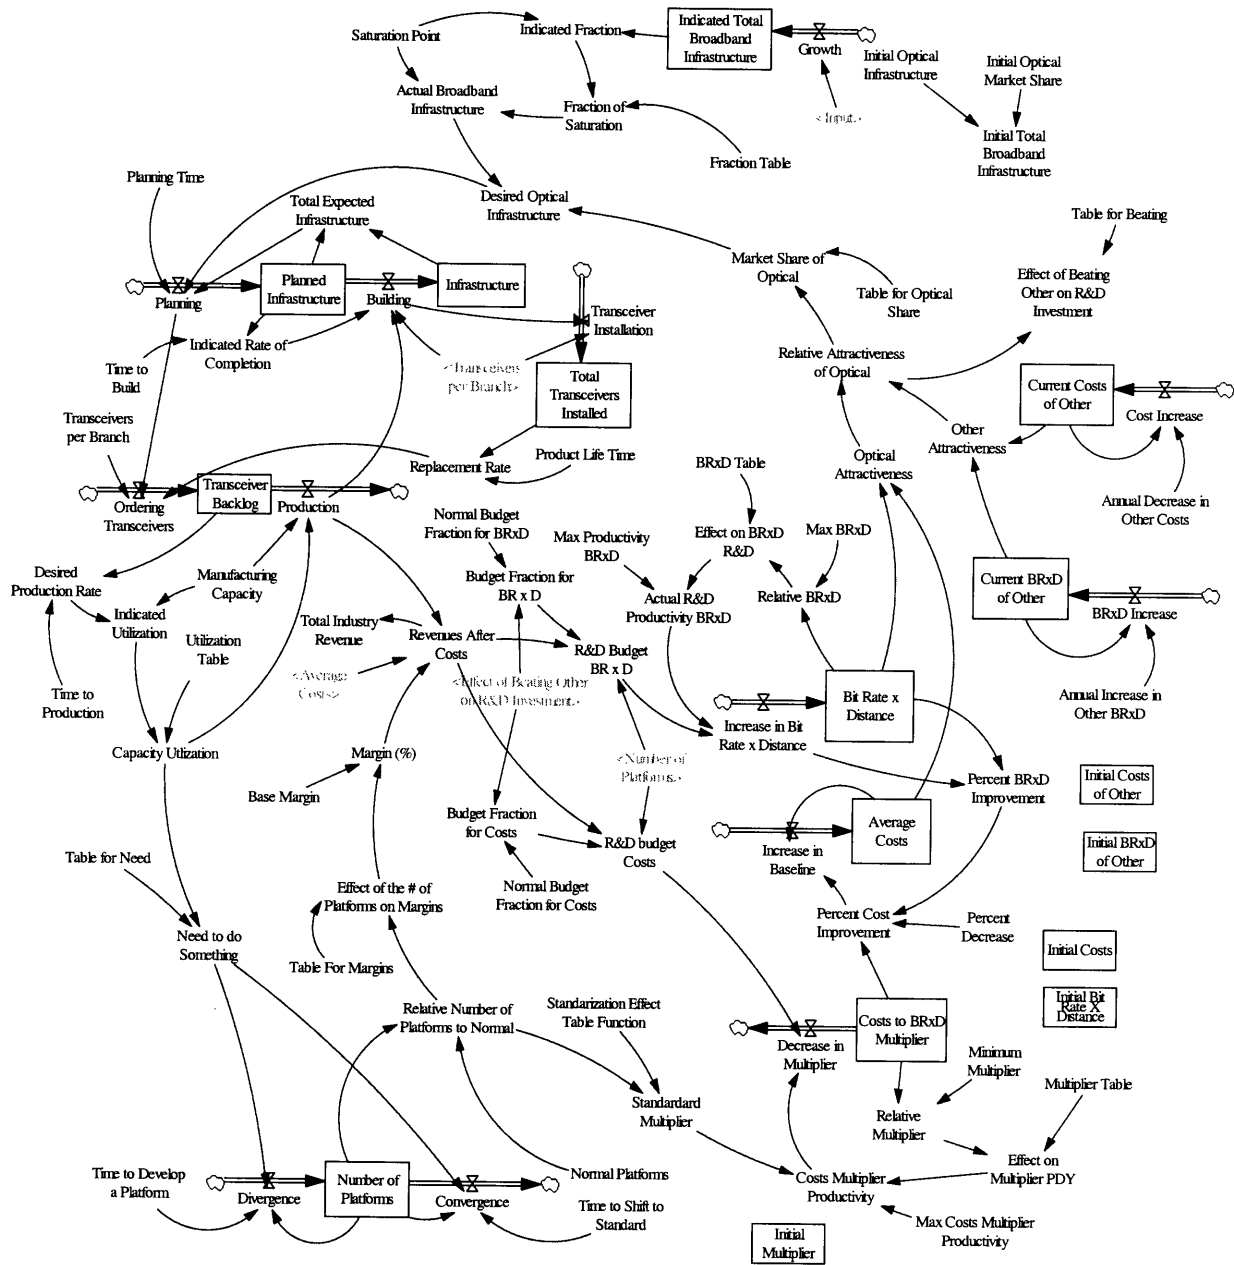 Saturation Point
Indicated Fraction
Indicated Total
Broadband
Infrastructure
Growth
Initial Optical
Infrastructure
Initial Optical
Market Share
Actual Broadband
Infrastructure
Fraction of
Saturation
<Input>
Initial Total
Broadband
Infrastructure
Fraction Table
Planning Time
Total Expected
Infrastructure
Desired Optical
Infrastructure
Table for Beating
Market Share of
Optical
Effect of Beating
Other on R&D
Investment
Planned
Infrastructure
Infrastructure
Planning
Building
Table for Optical
Share
Transceiver
Installation
Indicated Rate of
Completion
Relative Attractiveness
of Optical
Time to
Build
<Transceivers
per Branch>
Total
Transceivers
Installed
Current Costs
of Other
Cost Increase
Transceivers
per Branch
Other
Attractiveness
Replacement Rate
Product Life Time
BRxD Table
Optical
Attractiveness
Transceiver
Backlog
Ordering
Transceivers
Production
Annual Decrease in
Other Costs
Normal Budget
Fraction for BRxD
Max Productivity
BRxD
Effect on BRxD
R&D
Max BRxD
Desired
Production Rate
Manufacturing
Capacity
Budget Fraction for
BR x D
Actual R&D
Productivity BRxD
Relative BRxD
Current BRxD
of Other
BRxD Increase
Indicated
Utilization
Utilization
Table
Total Industry
Revenue
Revenues After
Costs
R&D Budget
BR x D
<Average
Costs>
<Effect of Beating Other
on R&D Investment>
Time to
Production
Bit Rate x
Distance
Annual Increase in
Other BRxD
Increase in Bit
Rate x Distance
Capacity Utlization
Margin (%)
<Number of
Platforms>
Base Margin
Percent BRxD
Improvement
Initial Costs
of Other
Budget Fraction
for Costs
R&D budget
Costs
Average
Costs
Increase in
Baseline
Initial BRxD
of Other
Table for Need
Effect of the # of
Platforms on Margins
Normal Budget
Fraction for Costs
Percent Cost
Improvement
Percent
Decrease
Need to do
Something
Initial Costs
Table For Margins
Relative Number of
Platforms to Normal
Standarization Effect
Table Function
Initial Bit
Rate X
Distance
Costs to BRxD
Multiplier
Decrease in
Multiplier
Minimum
Multiplier
Multiplier Table
Standardard
Multiplier
Relative
Multiplier
Time to Develop
a Platform
Number of
Platforms
Divergence
Convergence
Normal Platforms
Costs Multiplier
Productivity
Effect on
Multiplier PDY
Time to Shift to
Standard
Max Costs Multiplier
Productivity
Initial
Multiplier